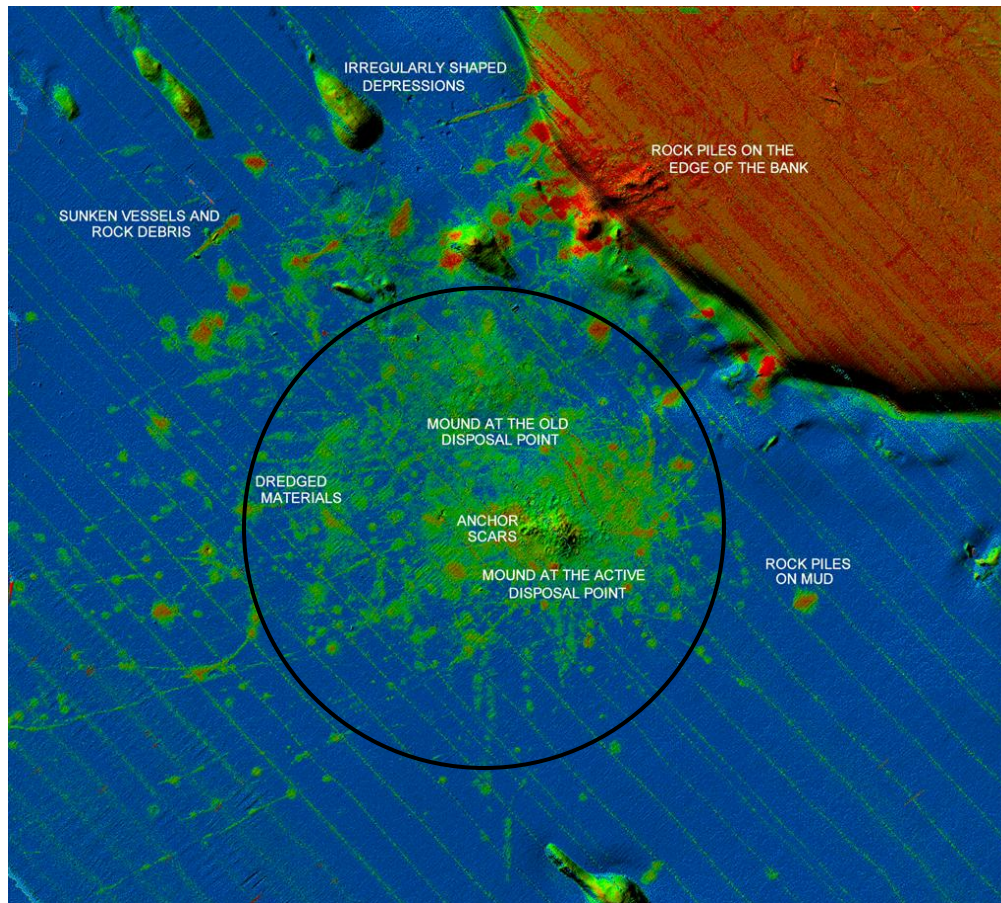 IRREGULARLY SHAPED
DEPRESSIONS
ROCK PILES ON THE
EDGE OF THE BANK
SUNKEN VESSELS AND
ROCK DEBRIS
MOUND AT THE OLD
DISPOSAL POINT
DREDGED
MATERIALS
ANCHOR
SCARS
ROCK PILES
ON MUD
MOUND AT THE ACTIVE
DISPOSAL POINT